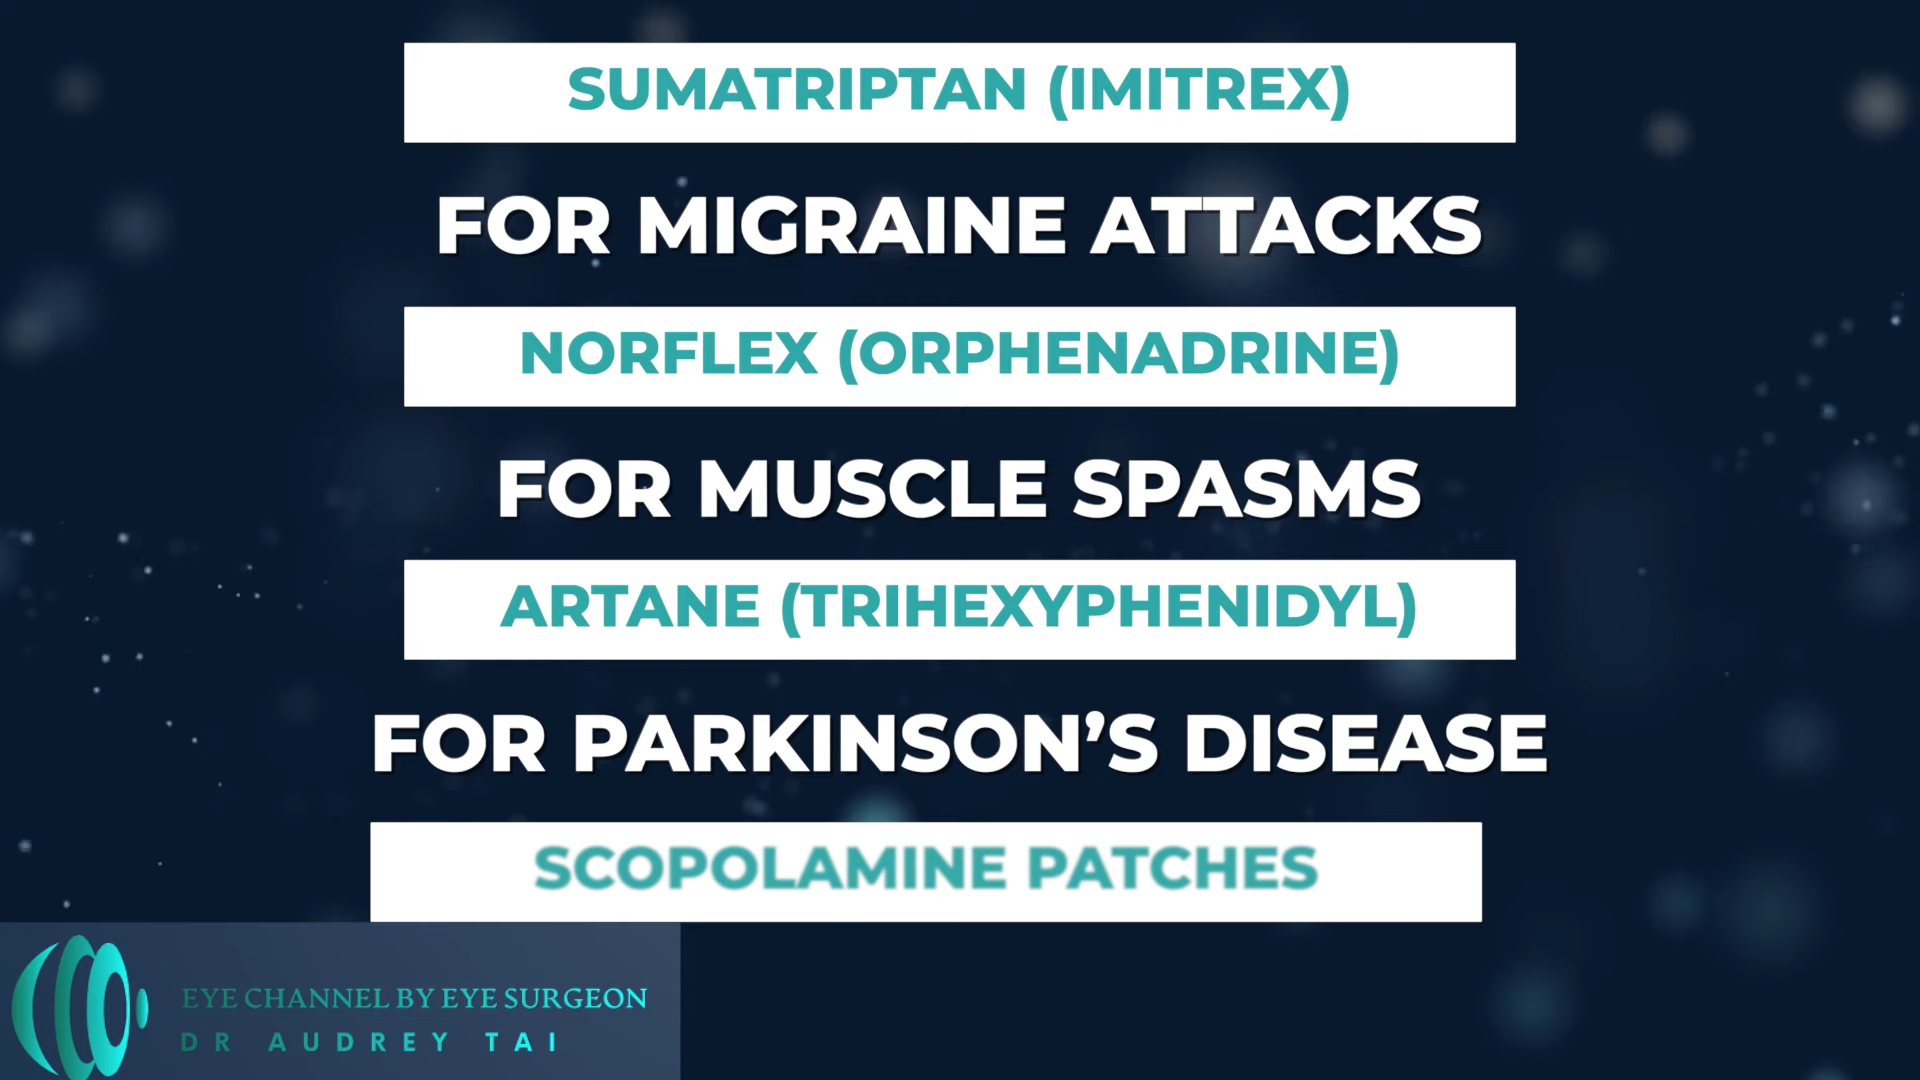 SUMATRIPTAN (IMITREX)
FOR MIGRAINE ATTACKS
NORFLEX (ORPHENADRINE)
FOR MUSCLE SPASMS
ARTANE (TRIHEXYPHENIDYL)
FOR PARKINSON’S DISEASE
SCOPOLAMINE PATCHES
EYE CHANNEL BY EYE SURGEON
DR AUDREY TAI